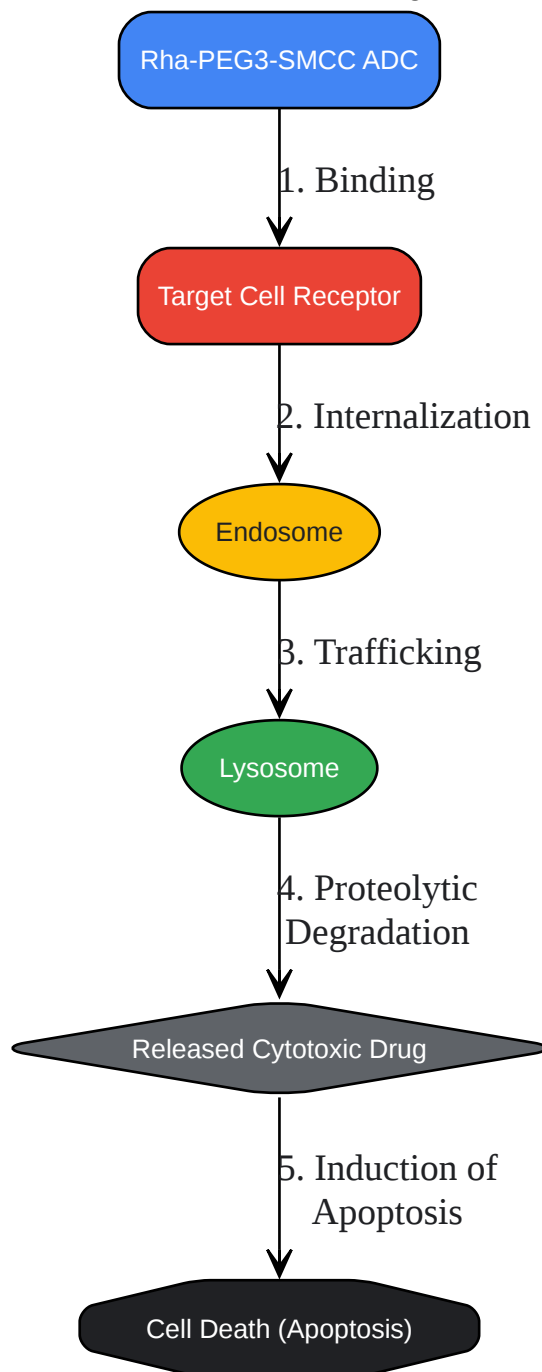 Rha-PEG3-SMCC ADC
1. Binding
Target Cell Receptor
2. Internalization
Endosome
3. Trafficking
Lysosome
4. Proteolytic
Degradation
Released Cytotoxic Drug
5. Induction of
Apoptosis
Cell Death (Apoptosis)